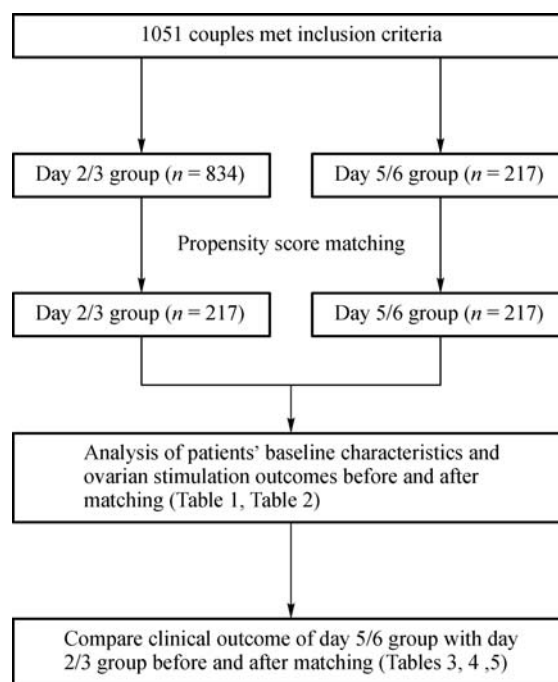 1051 couples met inclusion criteria
Day 2/3 group (n = 834)
Day 5/6 group (n = 217)
Propensity score matching
Day 2/3 group (n = 217)
Day 5/6 group (n = 217)
Analysis of patients' baseline characteristics and
ovarian stimulation outcomes before and after
matching (Table 1, Table 2)
Compare clinical outcome of day 5/6 group with day
2/3 group before and after matching (Tables 3, 4 ,5)